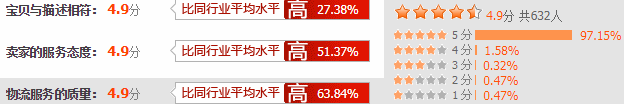 宝贝与描述相符： 4.9分 比同行业平均水平 高 27.38%
卖家的服务态度： 4.9分 比同行业平均水平 高 51.37%
物流服务的质量： 4.9分 比同行业平均水平 高 63.84%
4.9分 共632人
5分 97.15%
4分 1.58%
3分 0.32%
2分 0.47%
1分 0.47%